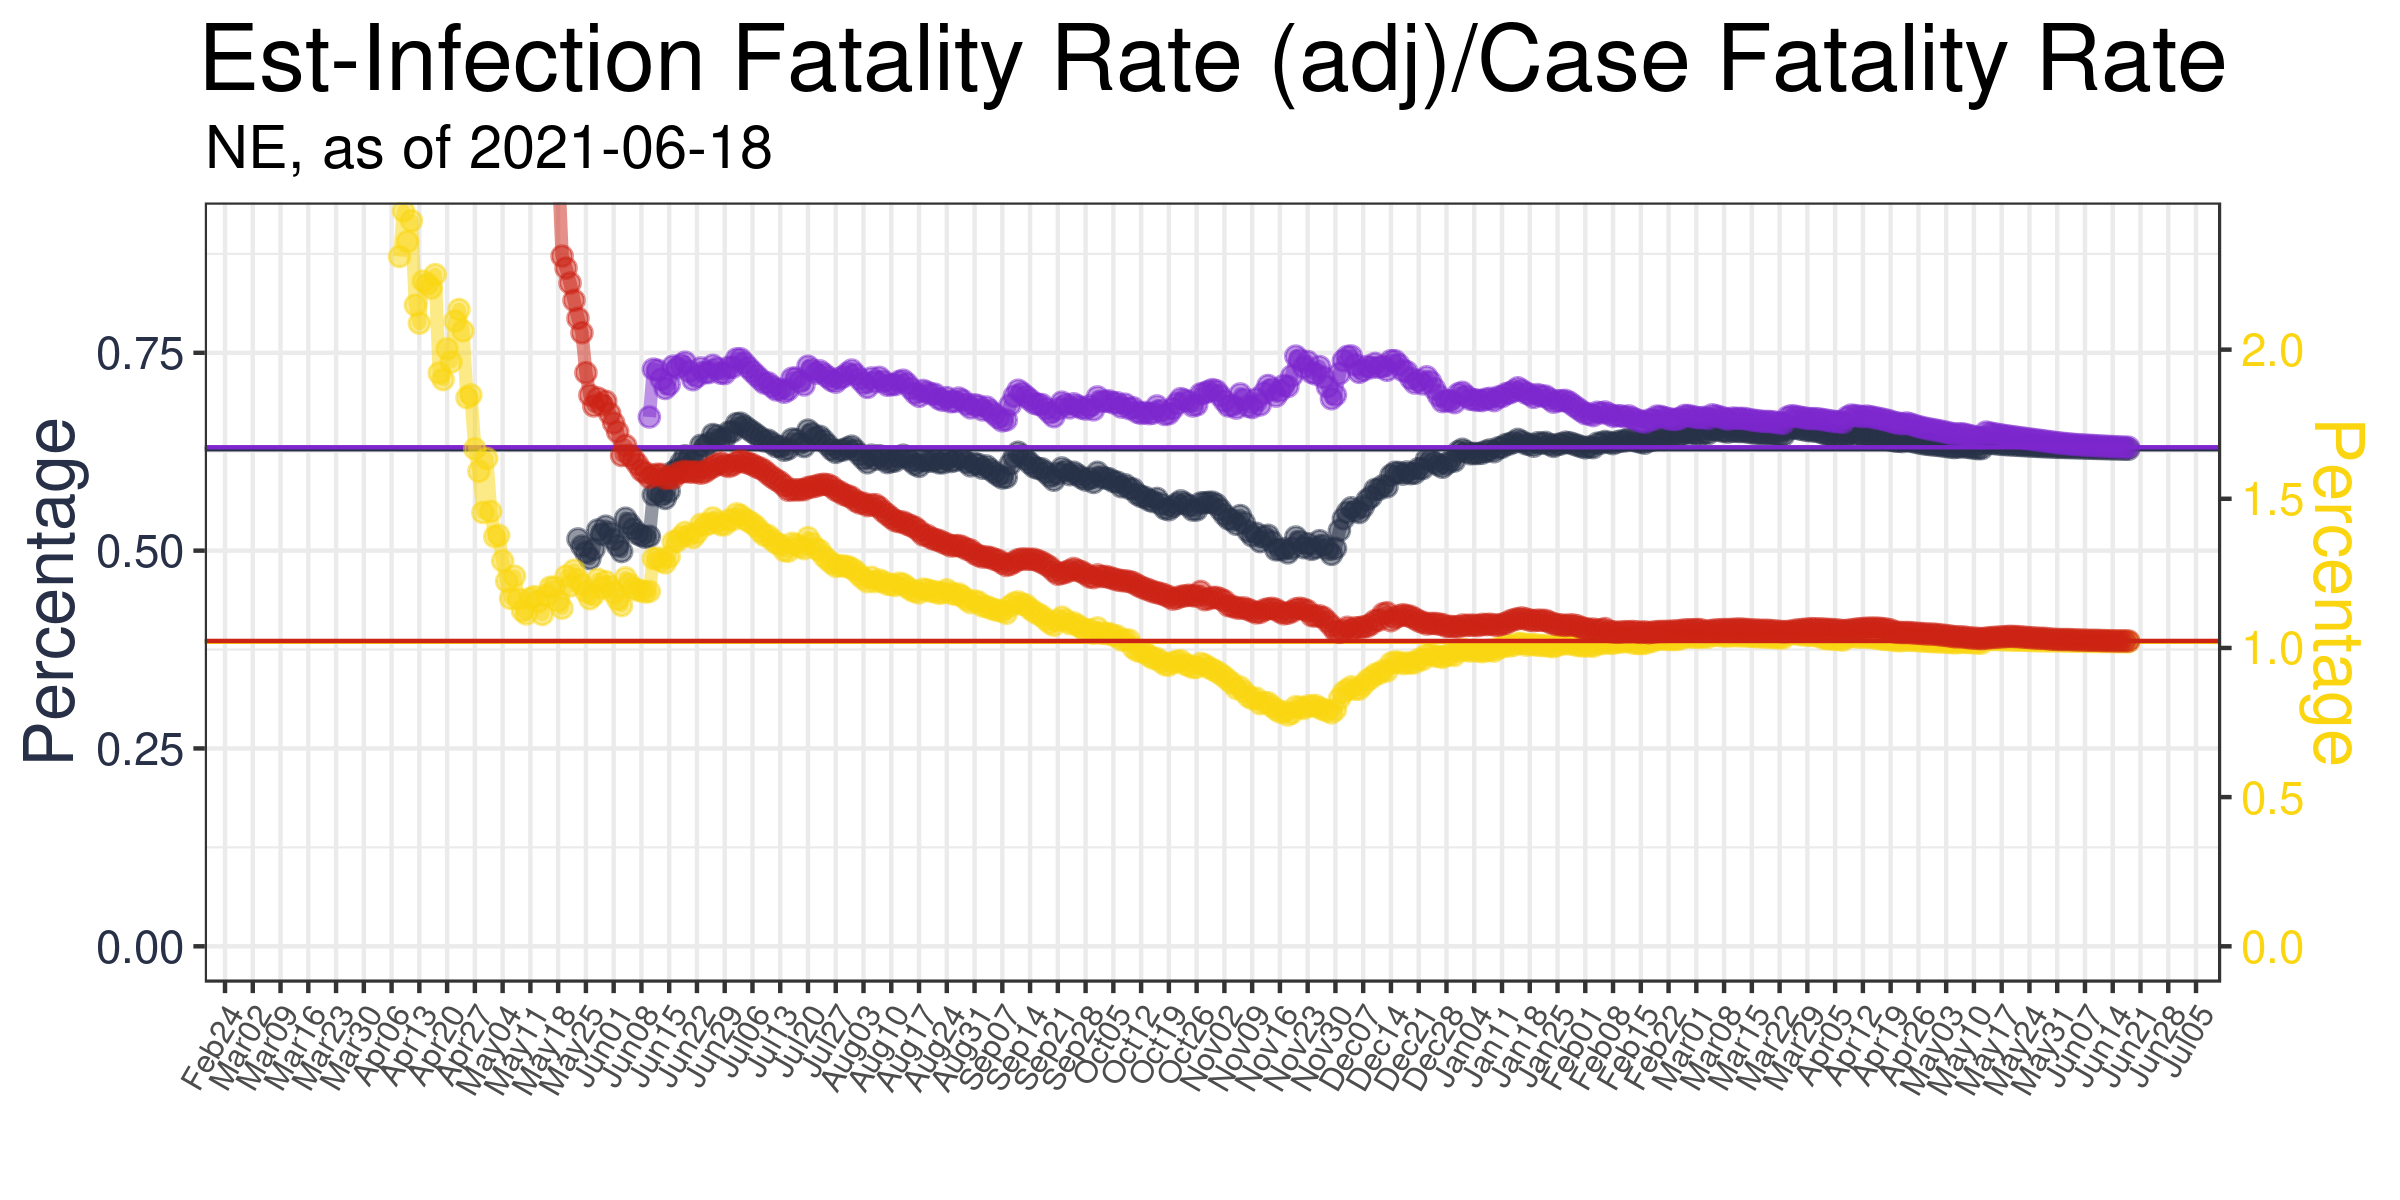 Est-Infection Fatality Rate (adj)/Case Fatality Rate
NE, as of 2021-06-18
Percentage
0.75
0.50
0.25
0.00
2.0
1.5
1.0
0.5
0.0
Percentage
Feb24
Mar02
Mar09
Mar16
Mar23
Mar30
Apr06
Apr13
Apr20
Apr27
May04
May11
May18
May25
Jun01
Jun08
Jun15
Jun22
Jun29
Jul06
Jul13
Jul20
Jul27
Aug03
Aug10
Aug17
Aug24
Aug31
Sep07
Sep14
Sep21
Sep28
Oct05
Oct12
Oct19
Oct26
Nov02
Nov09
Nov16
Nov23
Nov30
Dec07
Dec14
Dec21
Dec28
Jan04
Jan11
Jan18
Jan25
Feb01
Feb08
Feb15
Feb22
Mar01
Mar08
Mar15
Mar22
Mar29
Apr05
Apr12
Apr19
Apr26
May03
May10
May17
May24
May31
Jun07
Jun14
Jun21
Jun28
Jul05